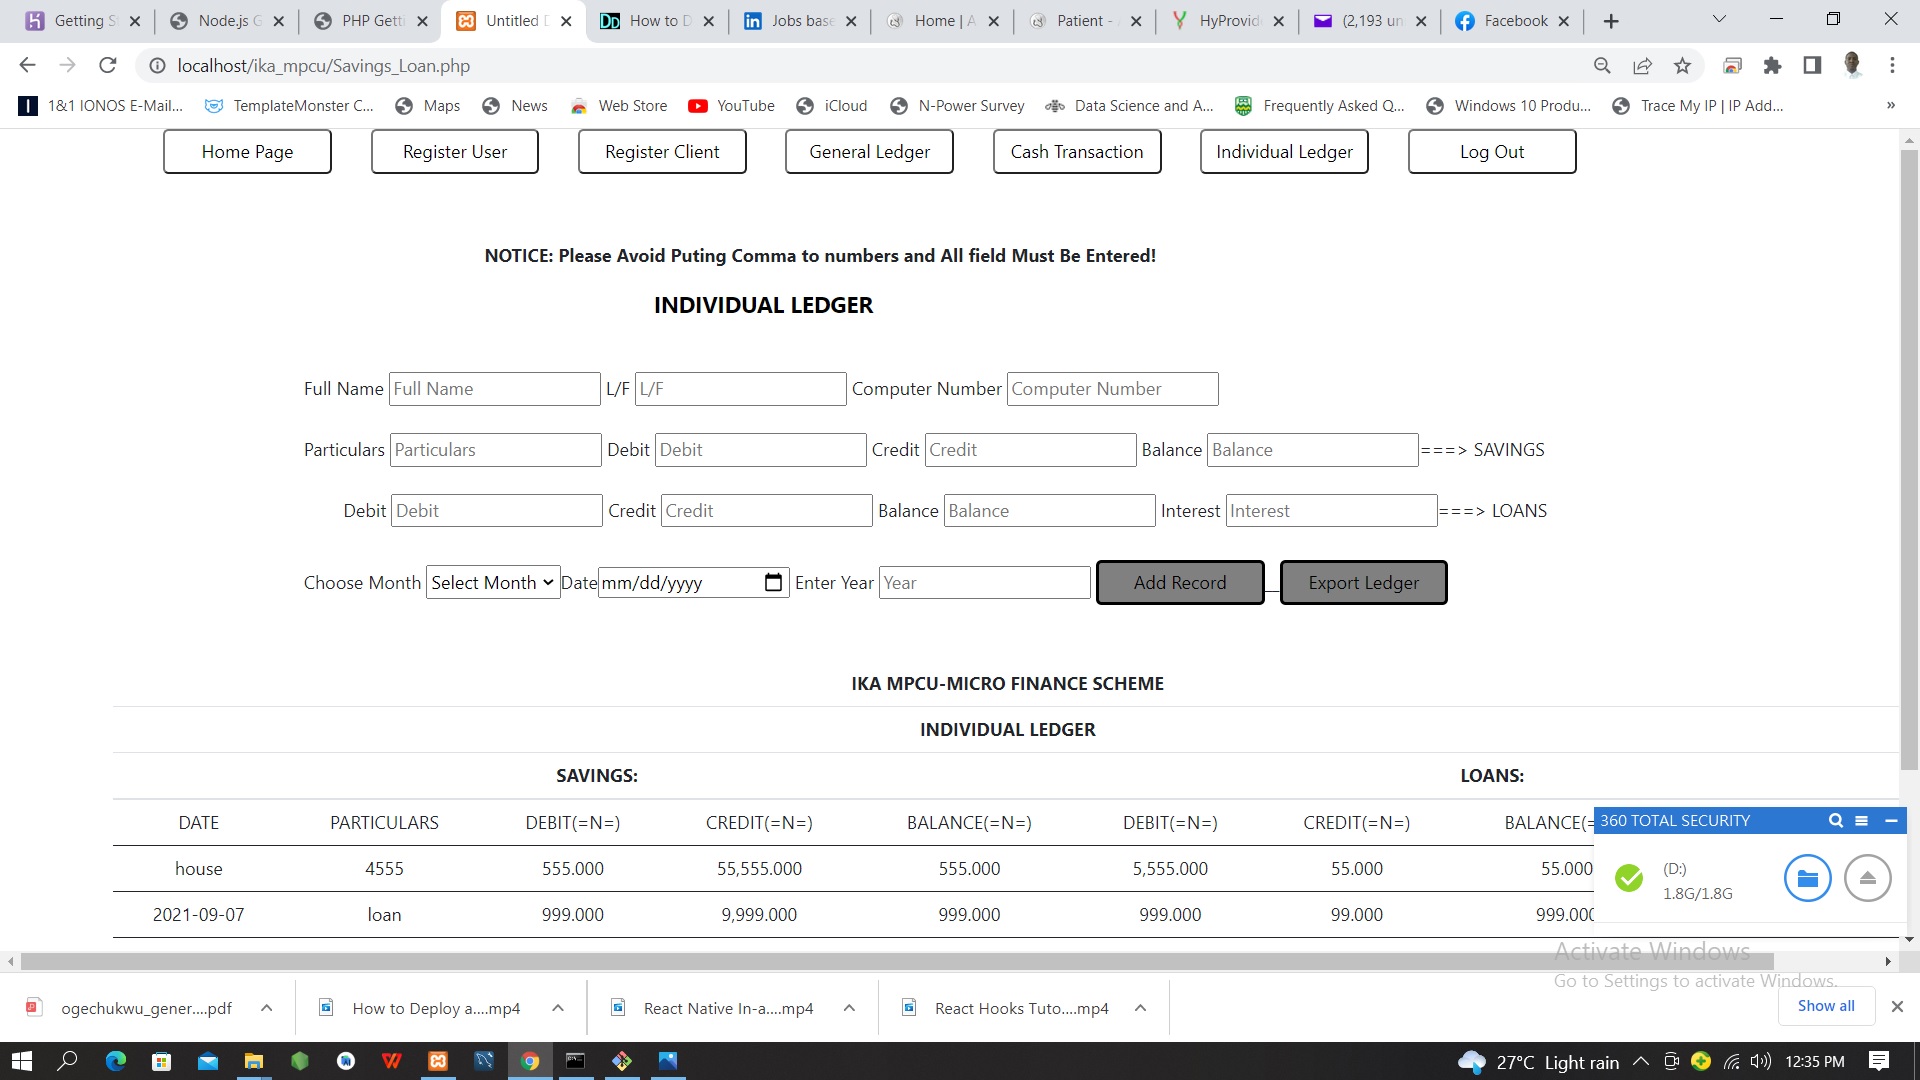 Getting S
Node.js G
PHP Getti
Untitled D
How to D
Jobs base
Home | A
Patient -
HyProvid
(2,193 un
Facebook
localhost/ika_mpcu/Savings_Loan.php
1&1 IONOS E-Mail...
TemplateMonster C...
Maps
News
Web Store
YouTube
iCloud
N-Power Survey
Data Science and A...
Frequently Asked Q...
Windows 10 Produ...
Trace My IP | IP Add...
»
Home Page
Register User
Register Client
General Ledger
Cash Transaction
Individual Ledger
Log Out
NOTICE: Please Avoid Puting Comma to numbers and All field Must Be Entered!
INDIVIDUAL LEDGER
Full Name Full Name L/F L/F Computer Number Computer Number
Particulars Particulars Debit Debit Credit Credit Balance Balance ===> SAVINGS
Debit Debit Credit Credit Balance Balance Interest Interest ===> LOANS
Choose Month Select Month Date mm/dd/yyyy Enter Year Year Add Record Export Ledger
IKA MPCU-MICRO FINANCE SCHEME
INDIVIDUAL LEDGER
SAVINGS: LOANS:
DATE PARTICULARS DEBIT(=N=) CREDIT(=N=) BALANCE(=N=) DEBIT(=N=) CREDIT(=N=) BALANCE(=
house 4555 555.000 55,555.000 555.000 5,555.000 55.000 55.000
2021-09-07 loan 999.000 9,999.000 999.000 999.000 99.000 999.000
360 TOTAL SECURITY
(D:)
1.8G/1.8G
Activate Windows
Go to Settings to activate Windows.
ogechukwu_gener....pdf
How to Deploy a....mp4
React Native In-a....mp4
React Hooks Tuto....mp4
Show all
27°C Light rain
12:35 PM